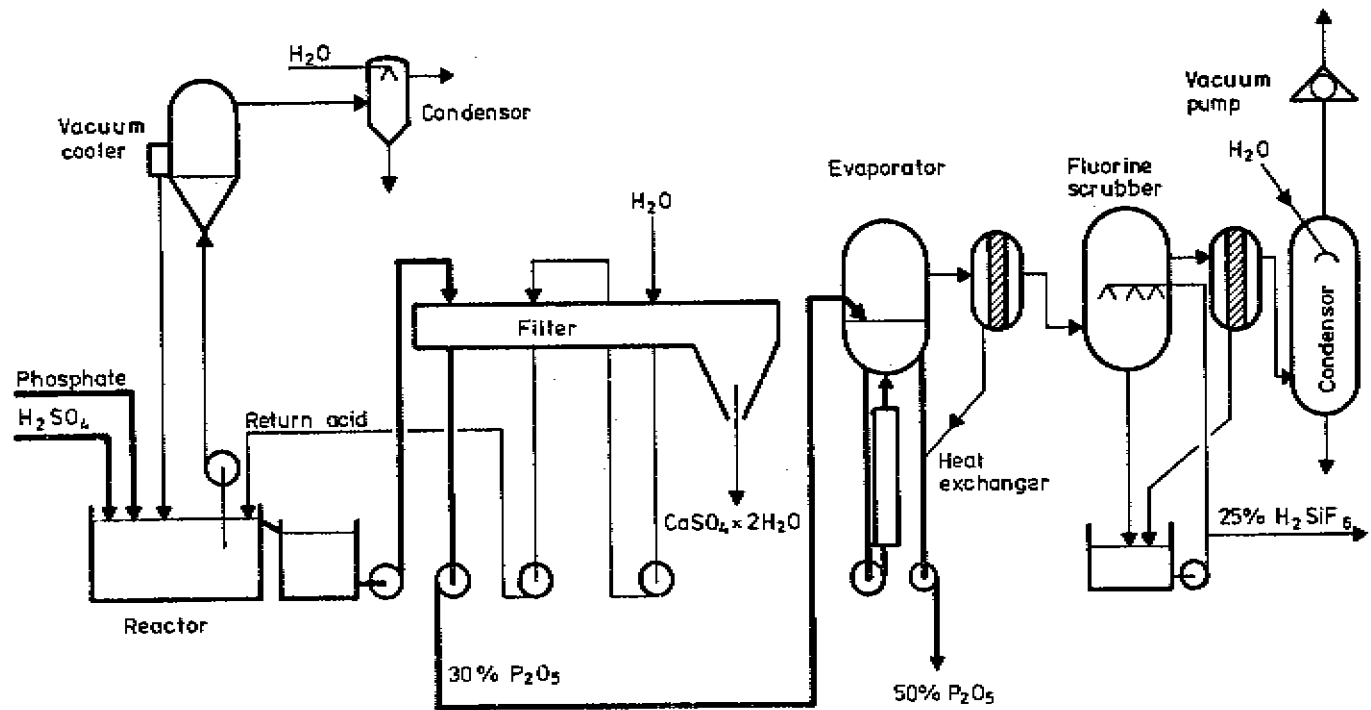 H₂O
Condensor
Vacuum
cooler
Vacuum
pump
H₂O
Fluorine
scrubber
Evaporator
H₂O
Filter
Condensor
Phosphate
H₂SO₄
Return acid
Heat
exchanger
CaSO₄ × 2H₂O
25% H₂SiF₆
Reactor
30% P₂O₅
50% P₂O₅